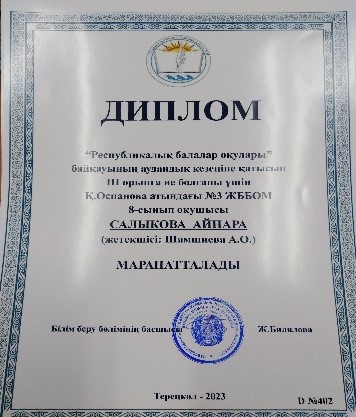 ДИПЛОМ
“Республикалық балалар оқулары”
байқауының аудандық кезеңіне қатысып
ІІІ орынға ие болғаны үшін
Қ.Оспанова атындағы №3 ЖББОМ
8-сынып оқушысы
САЛЫКОВА АЙПАРА
(жетекшісі: Шамшиева А.О.)
МАРАПАТТАЛАДЫ
Білім беру бөлімінің басшысы Ж.Билялова
Тереңкөл - 2023
D №402